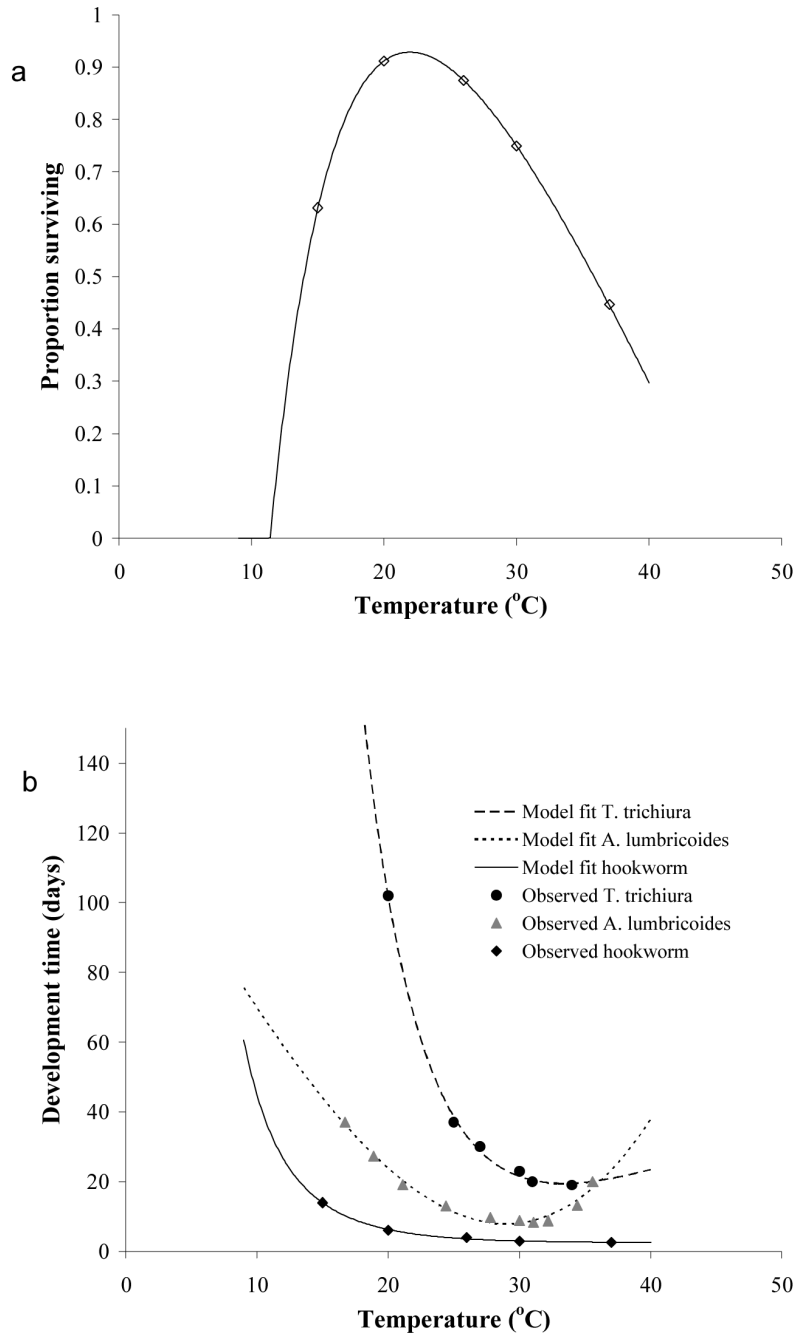 a
1
0.9
0.8
0.7
0.6
0.5
0.4
0.3
0.2
0.1
0
Proportion surviving
0 10 20 30 40 50
Temperature (°C)
b
140
120
100
80
60
40
20
0
Development time (days)
Model fit T. trichiura
Model fit A. lumbricoides
Model fit hookworm
Observed T. trichiura
Observed A. lumbricoides
Observed hookworm
0 10 20 30 40 50
Temperature (°C)